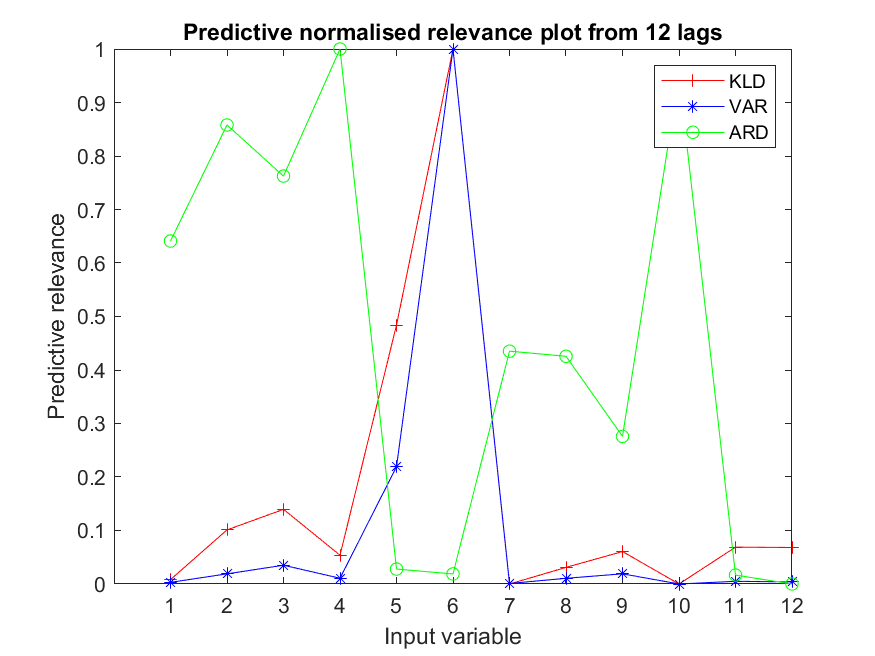 Predictive normalised relevance plot from 12 lags
KLD
VAR
ARD
Predictive relevance
1
0.9
0.8
0.7
0.6
0.5
0.4
0.3
0.2
0.1
0
1 2 3 4 5 6 7 8 9 10 11 12
Input variable